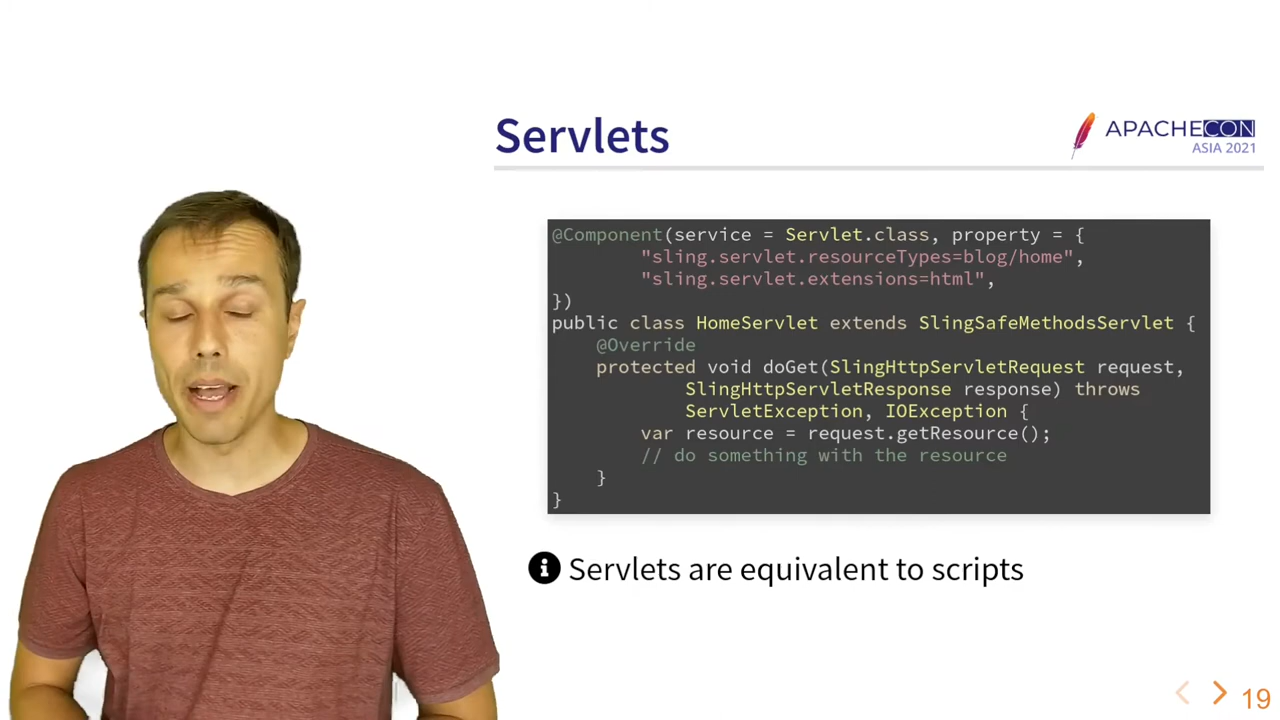 Servlets
APACHECON
ASIA 2021
@Component(service = Servlet.class, property = {
"sling.servlet.resourceTypes=blog/home",
"sling.servlet.extensions=html",
})
public class HomeServlet extends SlingSafeMethodsServlet {
@Override
protected void doGet(SlingHttpServletRequest request,
SlingHttpServletResponse response) throws
ServletException, IOException {
var resource = request.getResource();
// do something with the resource
}
}
Servlets are equivalent to scripts
19